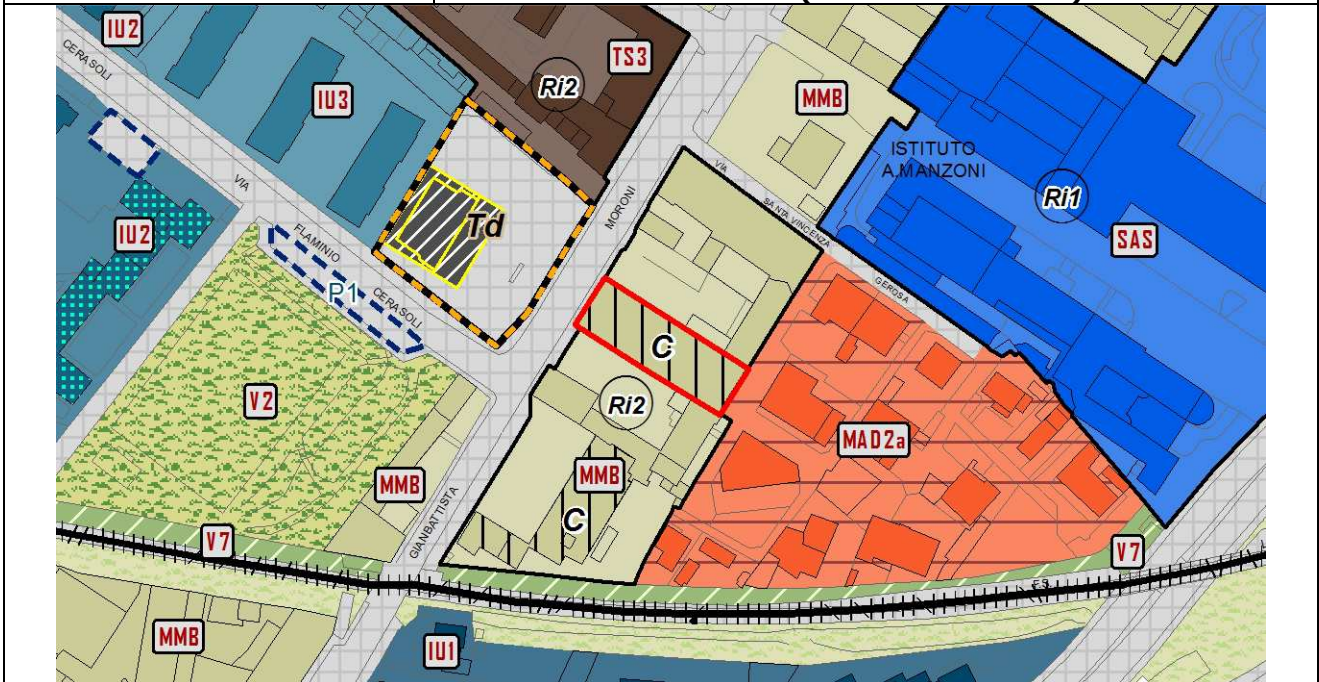 IU2
CERASOLI
IU3
Ri2
TS3
MMB
ISTITUTO
A.MANZONI
Ri1
SAS
VIA
SANTA VINCENZA
GEROSA
MORONI
Td
VIA
FLAMINIO
CERASOLI
P1
IU2
C
Ri2
V2
MAD2a
MMB
MMB
C
GIANBATTISTA
V7
V7
F.S.
MMB
IU1